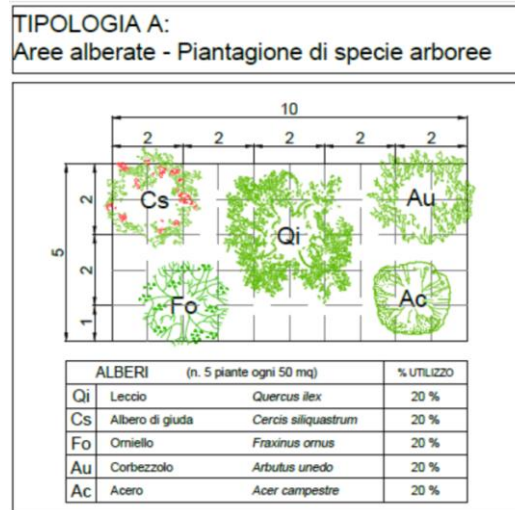 TIPOLOGIA A:
Aree alberate - Piantagione di specie arboree
10
2 2 2 2 2
5
2
2
1
Cs
Qi
Au
Fo
Ac
ALBERI (n. 5 piante ogni 50 mq) % UTILIZZO
Qi Leccio Quercus ilex 20 %
Cs Albero di giuda Cercis siliquastrum 20 %
Fo Orniello Fraxinus ornus 20 %
Au Corbezzolo Arbutus unedo 20 %
Ac Acero Acer campestre 20 %